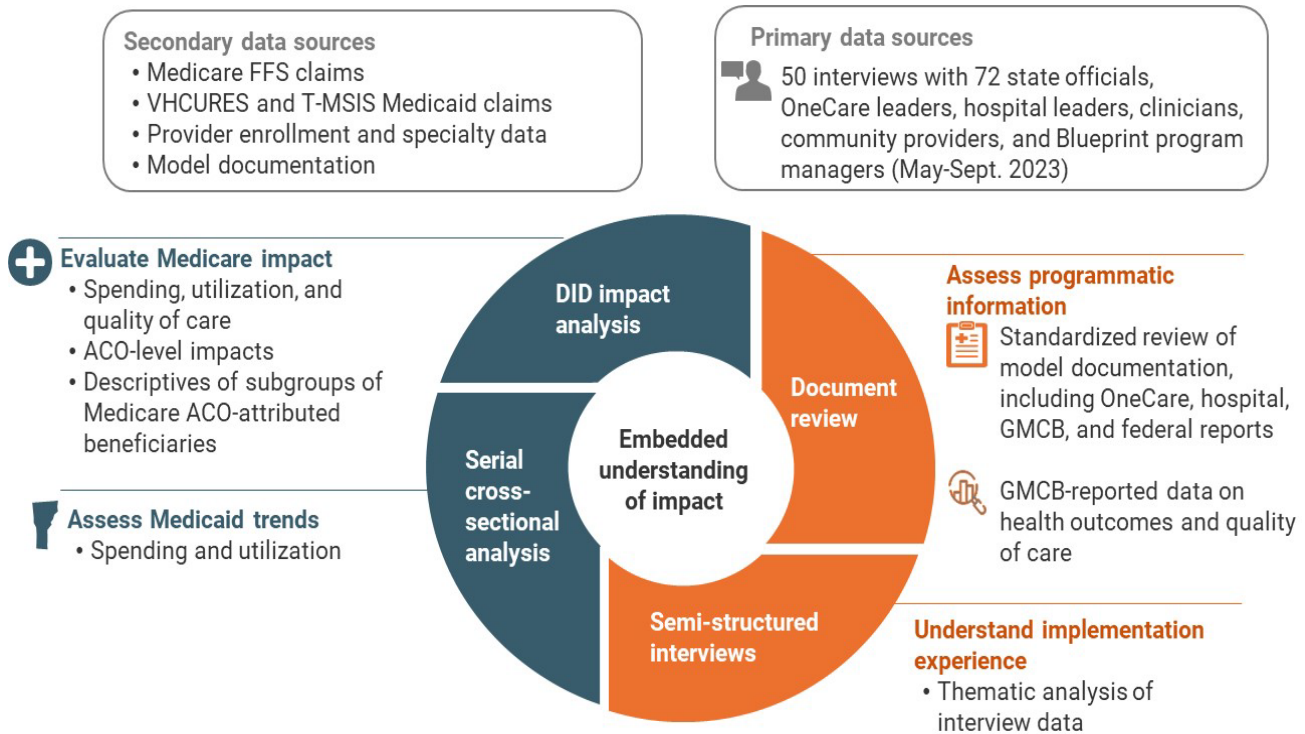 Secondary data sources
• Medicare FFS claims
• VHCURES and T-MSIS Medicaid claims
• Provider enrollment and specialty data
• Model documentation
Primary data sources
50 interviews with 72 state officials,
OneCare leaders, hospital leaders, clinicians,
community providers, and Blueprint program
managers (May-Sept. 2023)
Evaluate Medicare impact
• Spending, utilization, and
quality of care
• ACO-level impacts
• Descriptives of subgroups of
Medicare ACO-attributed
beneficiaries
Assess Medicaid trends
• Spending and utilization
DID impact
analysis
Serial
cross-
sectional
analysis
Embedded
understanding
of impact
Document
review
Semi-structured
interviews
Assess programmatic
information
Standardized review of
model documentation,
including OneCare, hospital,
GMCB, and federal reports
GMCB-reported data on
health outcomes and quality
of care
Understand implementation
experience
• Thematic analysis of
interview data